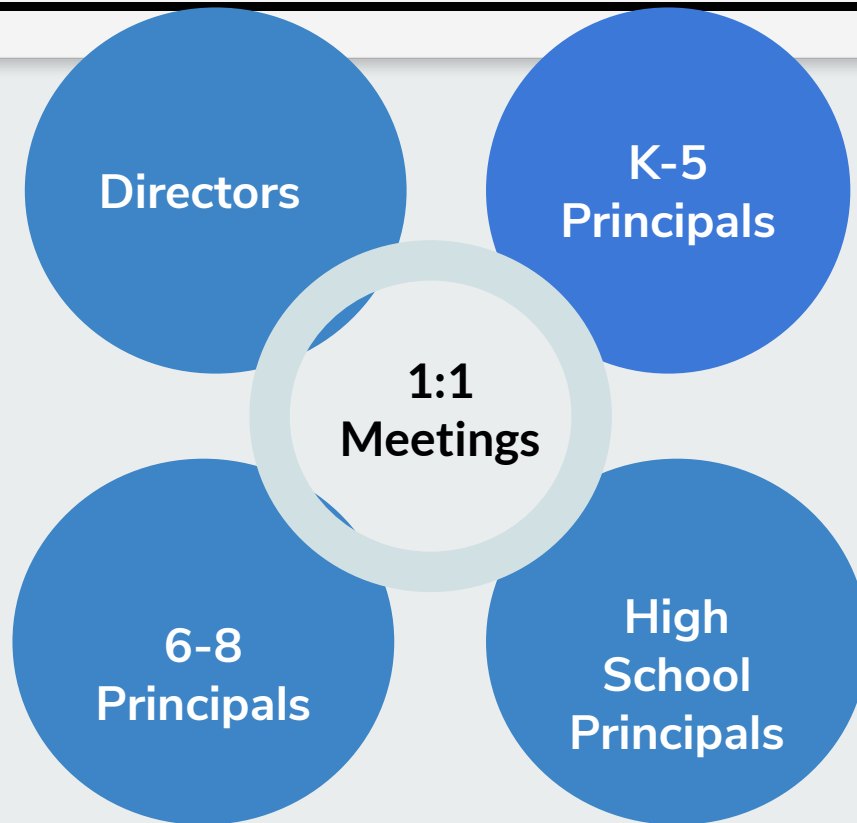 Directors
K-5
Principals
1:1
Meetings
6-8
Principals
High
School
Principals